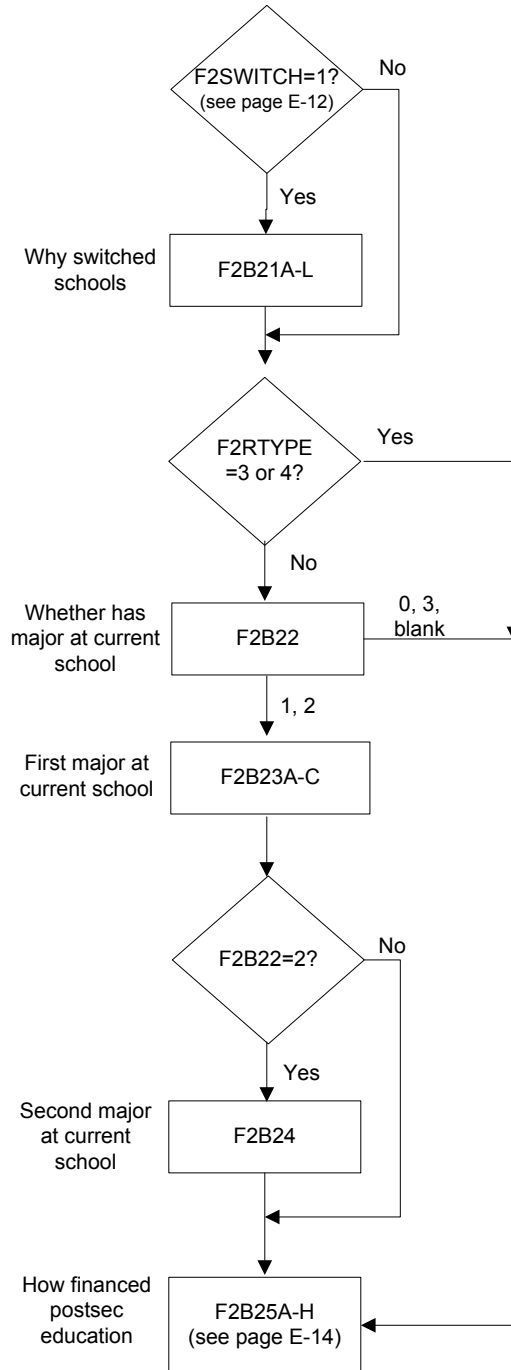 F2SWITCH=1?
(see page E-12)
No
Yes
Why switched
schools
F2B21A-L
F2RTYPE
=3 or 4?
Yes
No
Whether has
major at current
school
F2B22
0, 3,
blank
1, 2
First major at
current school
F2B23A-C
F2B22=2?
No
Yes
Second major
at current
school
F2B24
How financed
postsec
education
F2B25A-H
(see page E-14)